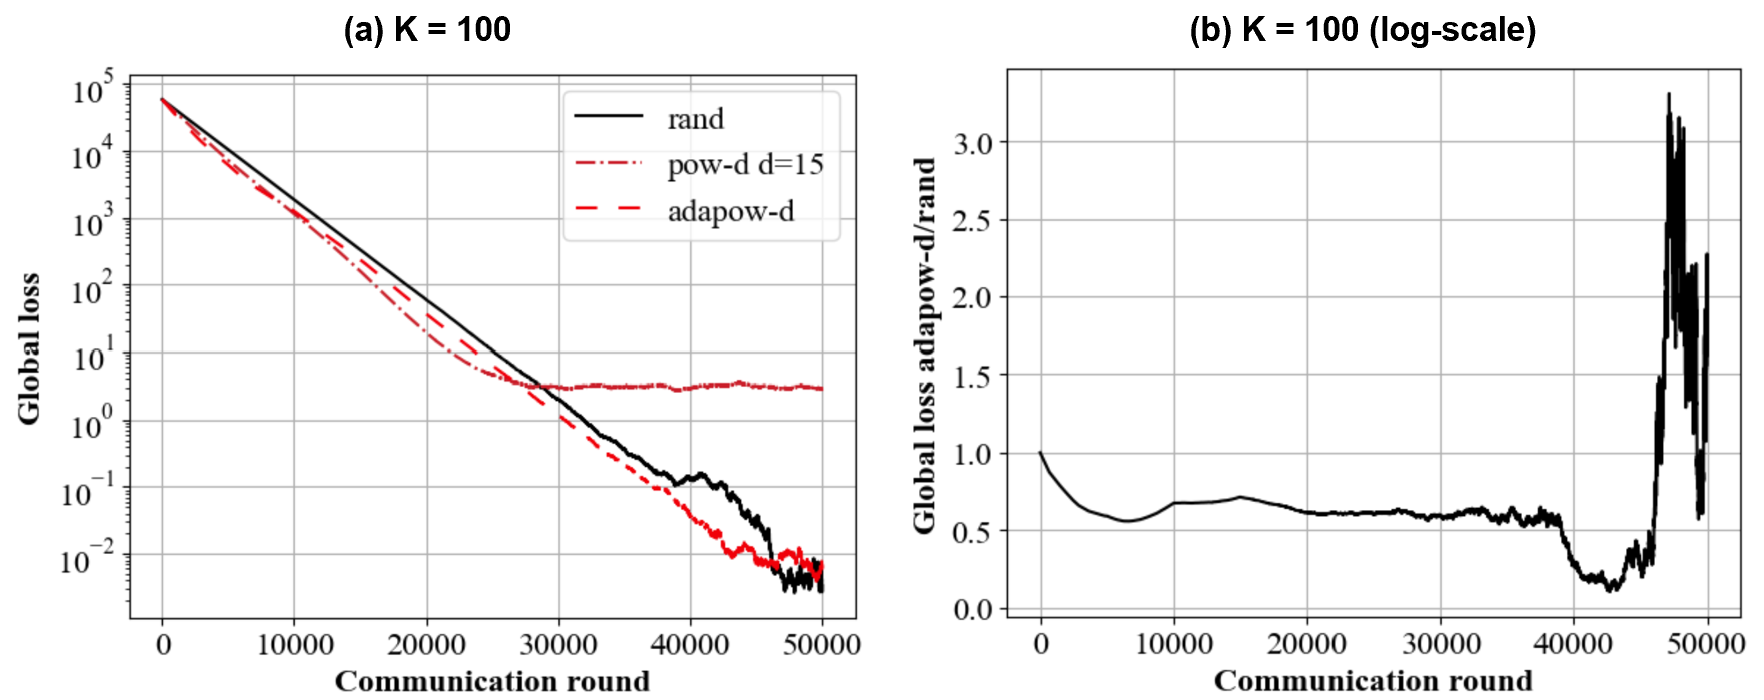 (a) K = 100
10^5
10^4
10^3
10^2
10^1
10^0
10^-1
10^-2
Global loss
rand
pow-d d=15
adapow-d
0 10000 20000 30000 40000 50000
Communication round
(b) K = 100 (log-scale)
3.0
2.5
2.0
1.5
1.0
0.5
0.0
Global loss adapow-d/rand
0 10000 20000 30000 40000 50000
Communication round